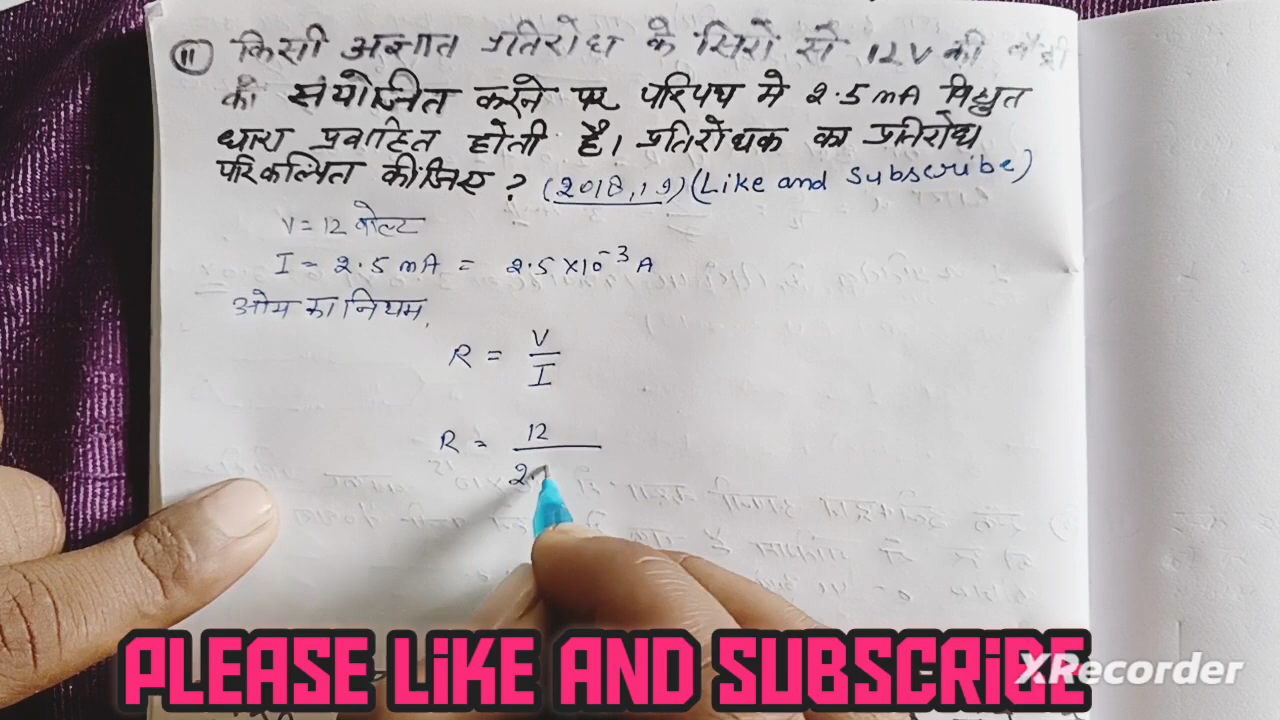 11 किसी अज्ञात प्रतिरोध के सिरों से 12V की बैट्री
को संयोजित करने पर परिपथ मे 2.5 mA विद्युत
धारा प्रवाहित होती है। प्रतिरोधक का प्रतिरोध
परिकल्पित कीजिए ? (2018,19) (Like and Subscribe)
V = 12 वोल्ट
I = 2.5 mA = 2.5 × 10⁻³ A
ओम का नियम,
R = V/I
R = 12/2.
PLEASE LIKE AND SUBSCRIBE
XRecorder